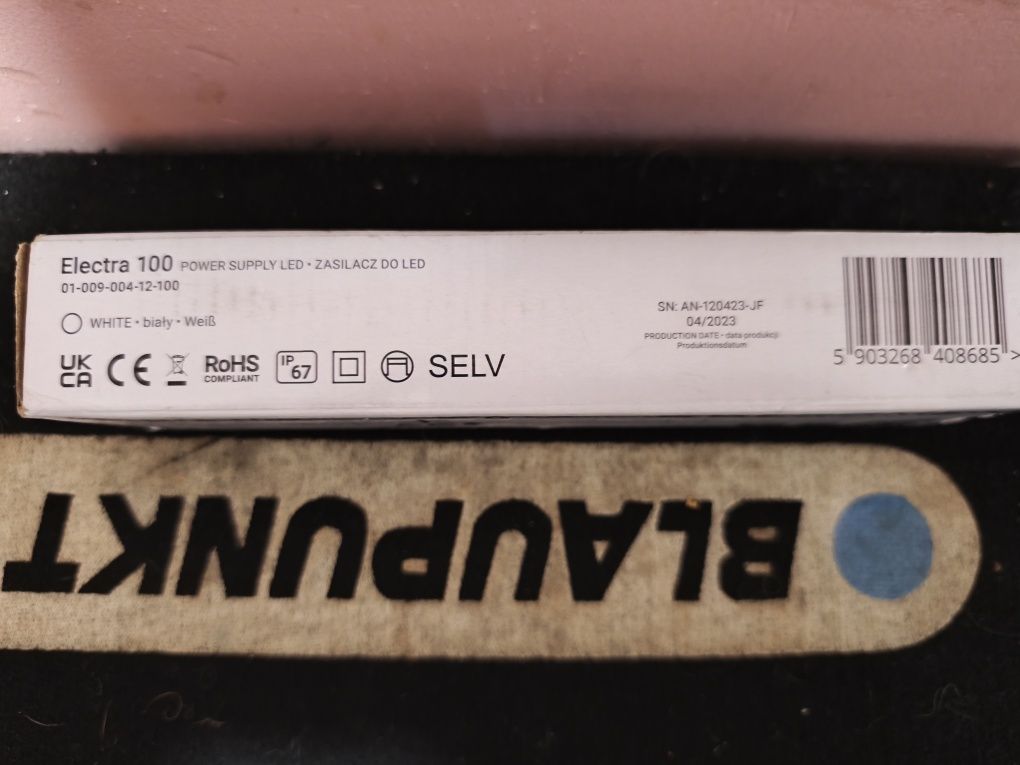 Electra 100 POWER SUPPLY LED • ZASILACZ DO LED
01-009-004-12-100
WHITE • biały • Weiß
UK
CA
CE
RoHS
COMPLIANT
IP
67
SELV
SN: AN-120423-JF
04/2023
PRODUCTION DATE • data produkcji
Produktionsdatum
5 903268 408685 >
BLAUPUNKT